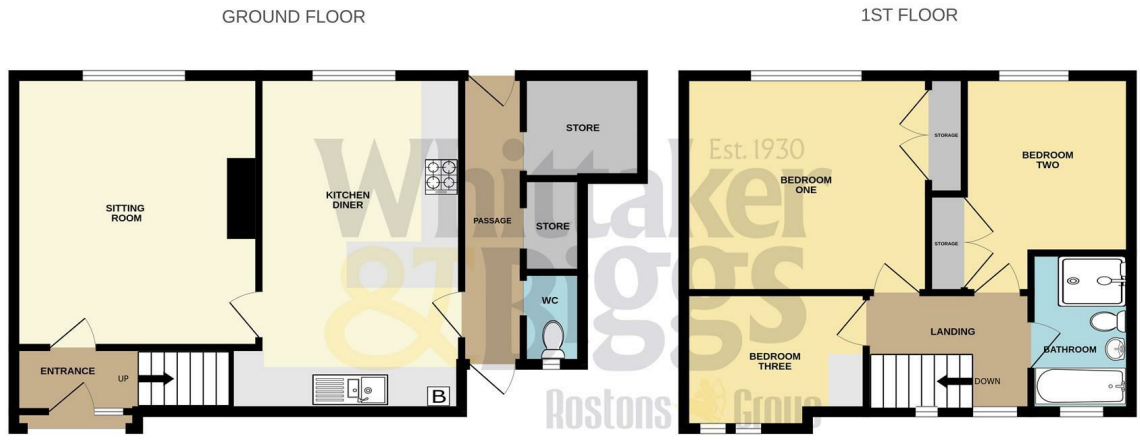 GROUND FLOOR
1ST FLOOR
SITTING
ROOM
KITCHEN
DINER
PASSAGE
STORE
STORE
WC
ENTRANCE
UP
B
BEDROOM
ONE
STORAGE
STORAGE
BEDROOM
TWO
BEDROOM
THREE
LANDING
DOWN
BATHROOM
Est. 1930
Whittaker
& Biggs
Rostons Group